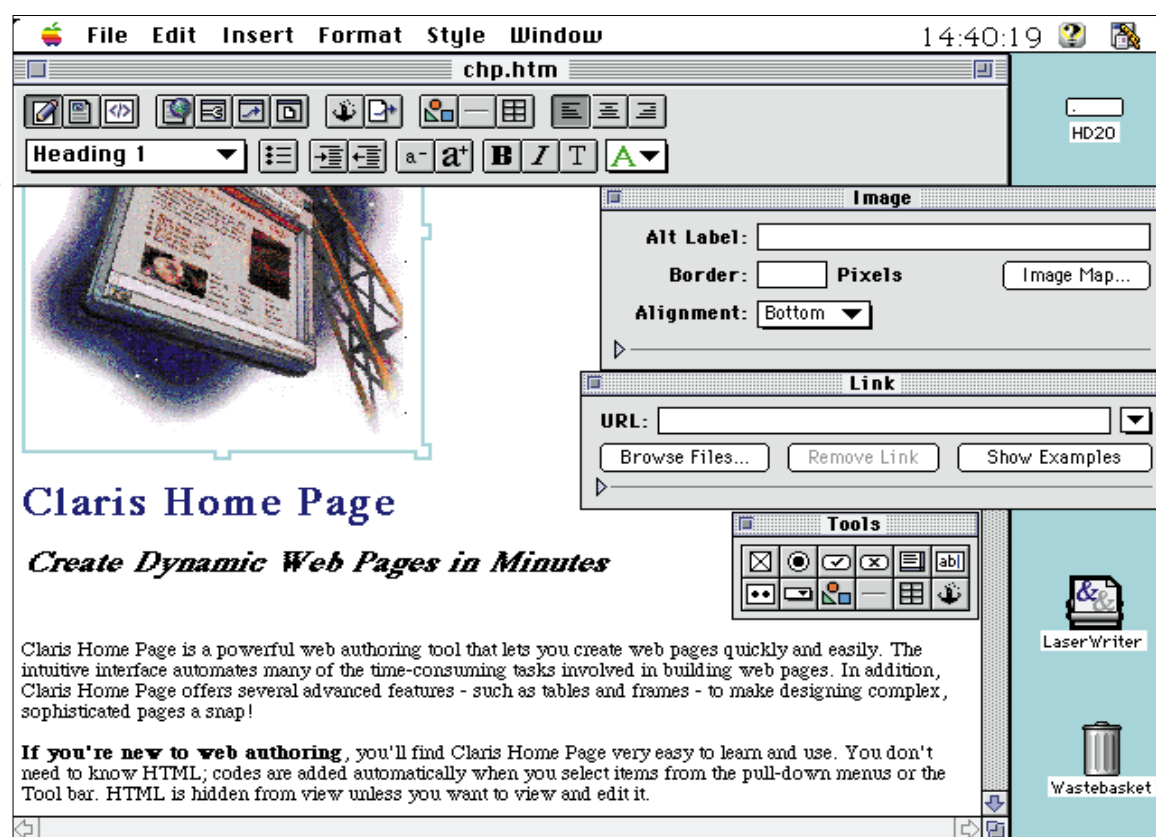 File Edit Insert Format Style Window 14:40:19
chp.htm
HD20
Heading 1
a- a+ B I T A
Image
Alt Label:
Border: Pixels Image Map...
Alignment: Bottom
Link
URL:
Browse Files... Remove Link Show Examples
Claris Home Page
Tools
ab|
Create Dynamic Web Pages in Minutes
LaserWriter
Claris Home Page is a powerful web authoring tool that lets you create web pages quickly and easily. The
intuitive interface automates many of the time-consuming tasks involved in building web pages. In addition,
Claris Home Page offers several advanced features - such as tables and frames - to make designing complex,
sophisticated pages a snap!
If you're new to web authoring, you'll find Claris Home Page very easy to learn and use. You don't
need to know HTML; codes are added automatically when you select items from the pull-down menus or the
Tool bar. HTML is hidden from view unless you want to view and edit it.
Wastebasket